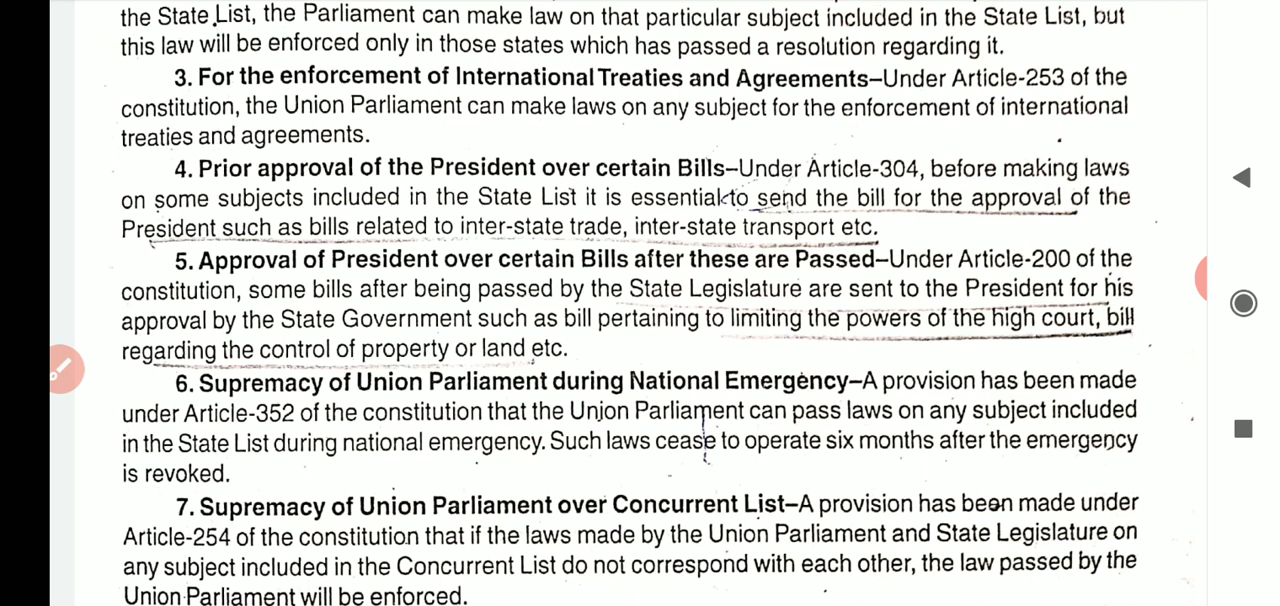 the State List, the Parliament can make law on that particular subject included in the State List, but
this law will be enforced only in those states which has passed a resolution regarding it.
3. For the enforcement of International Treaties and Agreements–Under Article-253 of the
constitution, the Union Parliament can make laws on any subject for the enforcement of international
treaties and agreements.
4. Prior approval of the President over certain Bills–Under Article-304, before making laws
on some subjects included in the State List it is essential to send the bill for the approval of the
President such as bills related to inter-state trade, inter-state transport etc.
5. Approval of President over certain Bills after these are Passed–Under Article-200 of the
constitution, some bills after being passed by the State Legislature are sent to the President for his
approval by the State Government such as bill pertaining to limiting the powers of the high court, bill
regarding the control of property or land etc.
6. Supremacy of Union Parliament during National Emergency–A provision has been made
under Article-352 of the constitution that the Union Parliament can pass laws on any subject included
in the State List during national emergency. Such laws cease to operate six months after the emergency
is revoked.
7. Supremacy of Union Parliament over Concurrent List–A provision has been made under
Article-254 of the constitution that if the laws made by the Union Parliament and State Legislature on
any subject included in the Concurrent List do not correspond with each other, the law passed by the
Union Parliament will be enforced.